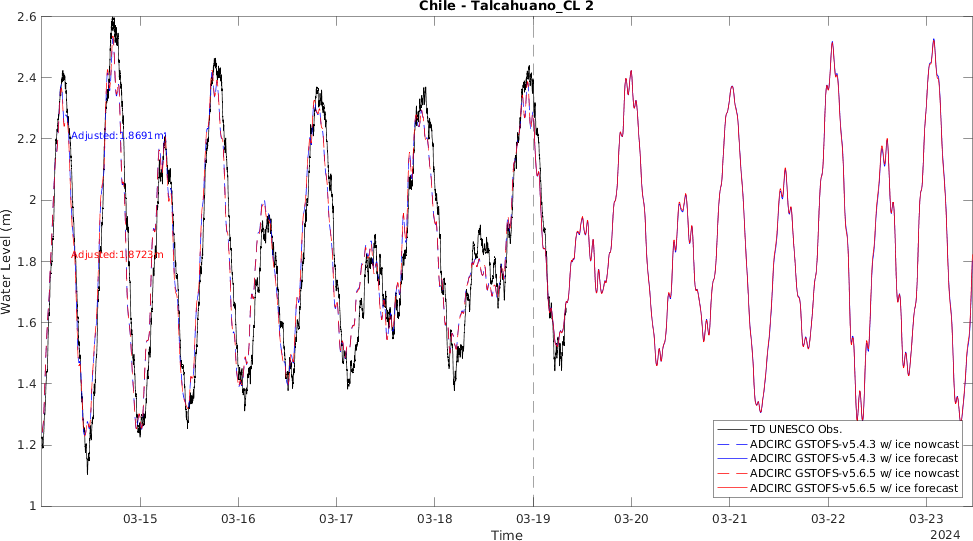 Chile - Talcahuano_CL 2
2.6
2.4
2.2
2
1.8
1.6
1.4
1.2
1
Water Level (m)
Adjusted:1.8691m
Adjusted:1.8723m
TD UNESCO Obs.
ADCIRC GSTOFS-v5.4.3 w/ ice nowcast
ADCIRC GSTOFS-v5.4.3 w/ ice forecast
ADCIRC GSTOFS-v5.6.5 w/ ice nowcast
ADCIRC GSTOFS-v5.6.5 w/ ice forecast
03-15 03-16 03-17 03-18 03-19 03-20 03-21 03-22 03-23
Time
2024